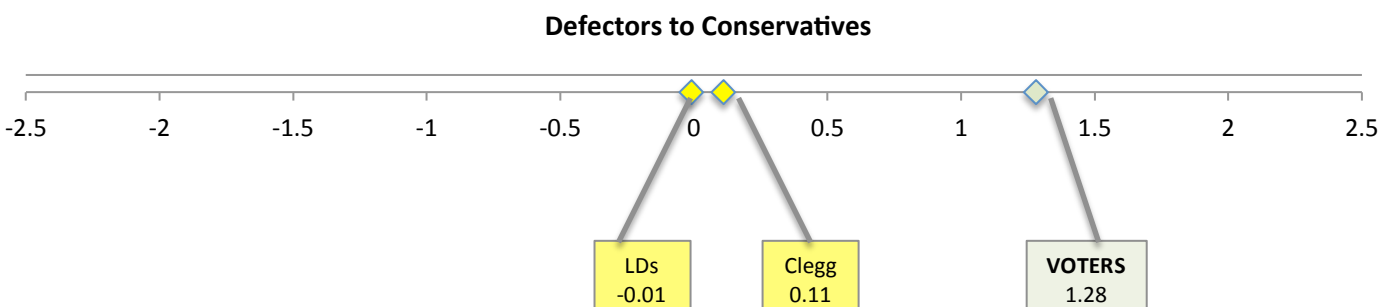 Defectors to Conservatives
-2.5 -2 -1.5 -1 -0.5 0 0.5 1 1.5 2 2.5
LDs Clegg VOTERS
-0.01 0.11 1.28